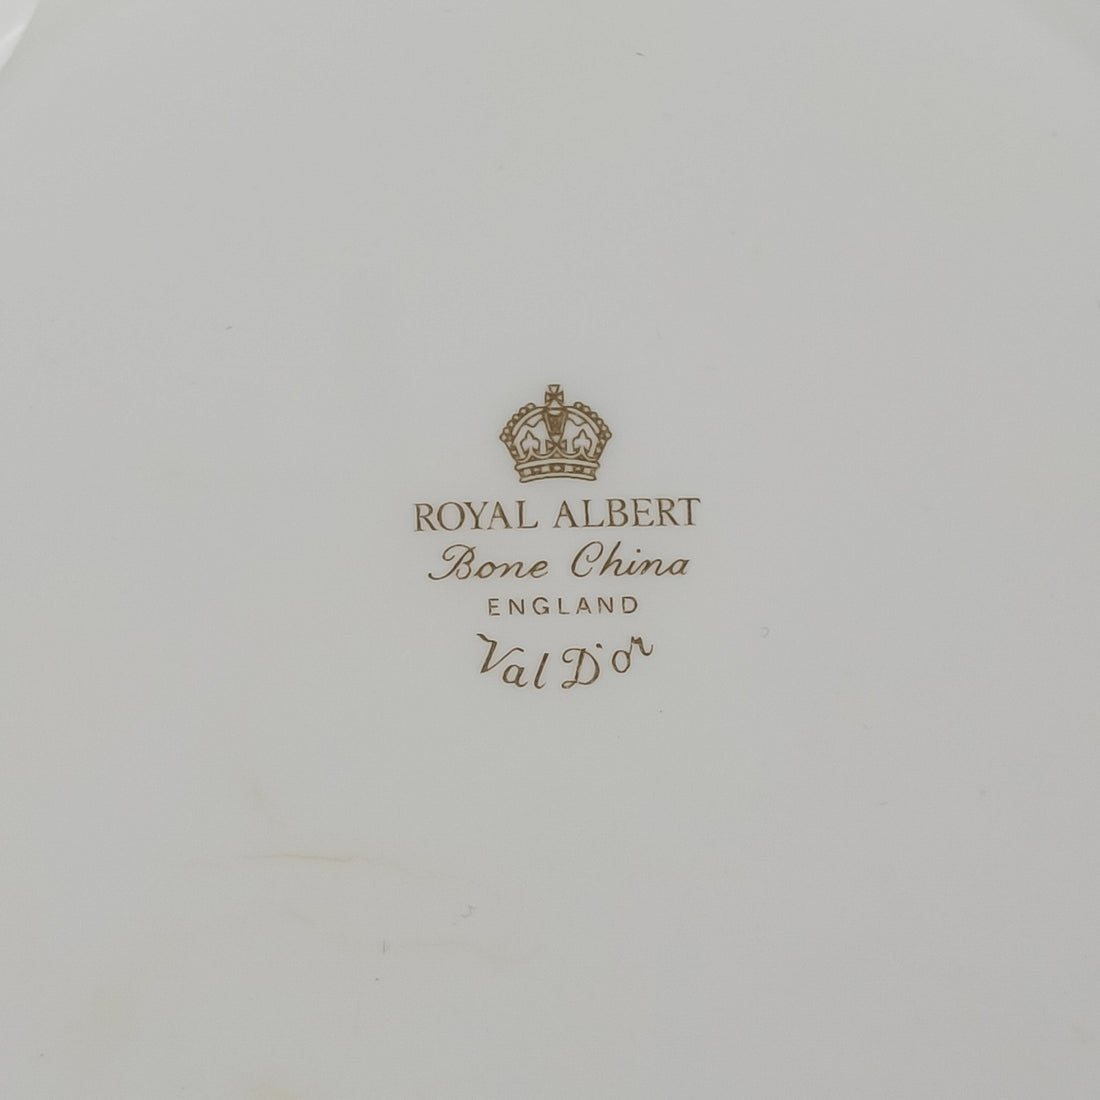 ROYAL ALBERT
Bone China
ENGLAND
Val D'or